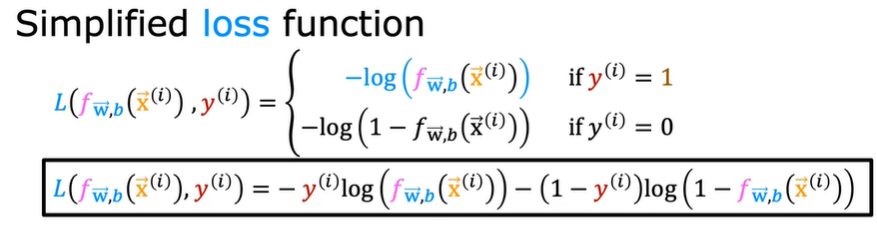 Simplified loss function
−log(f_w⃗,b(x⃗^(i))) if y^(i) = 1
L(f_w⃗,b(x⃗^(i)), y^(i)) = {
−log(1 − f_w⃗,b(x⃗^(i))) if y^(i) = 0
L(f_w⃗,b(x⃗^(i)), y^(i)) = − y^(i)log(f_w⃗,b(x⃗^(i))) − (1 − y^(i))log(1 − f_w⃗,b(x⃗^(i)))